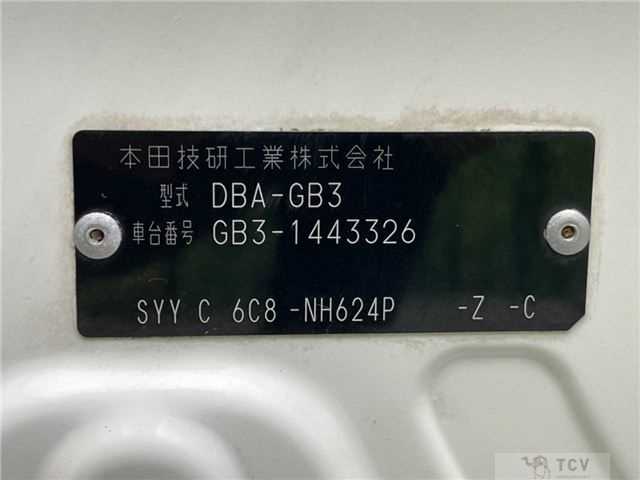 本田技研工業株式会社
型式 DBA-GB3
車台番号 GB3-1443326
SYY C 6C8 -NH624P -Z -C
TCV